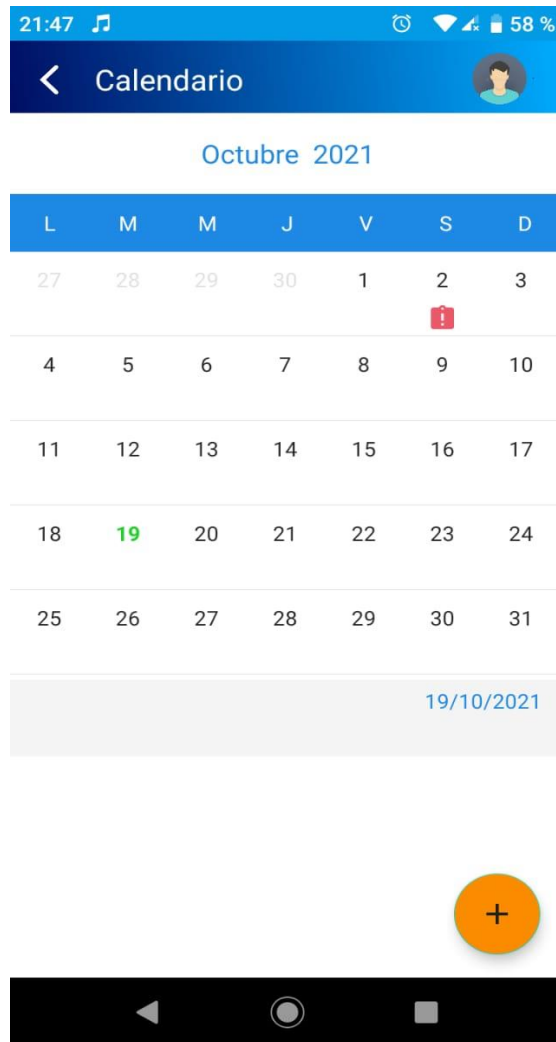 21:47 58 %
Calendario
Octubre 2021
L M M J V S D
27 28 29 30 1 2 3
4 5 6 7 8 9 10
11 12 13 14 15 16 17
18 19 20 21 22 23 24
25 26 27 28 29 30 31
19/10/2021
+